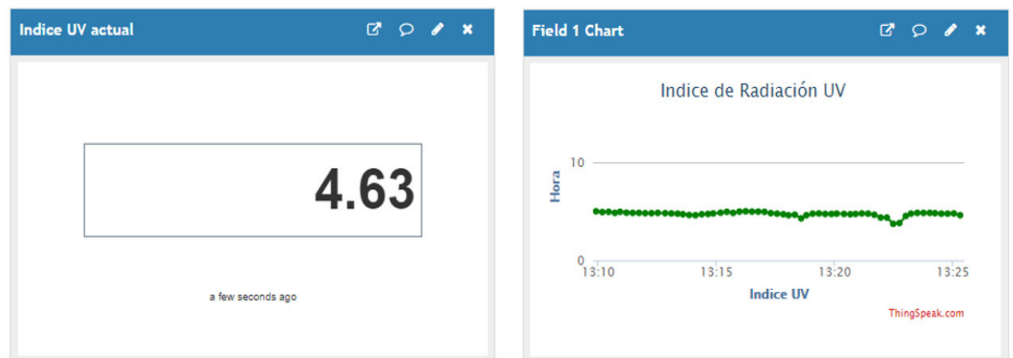 Indice UV actual
4.63
a few seconds ago
Field 1 Chart
Indice de Radiación UV
Hora
10
0
13:10 13:15 13:20 13:25
Indice UV
ThingSpeak.com